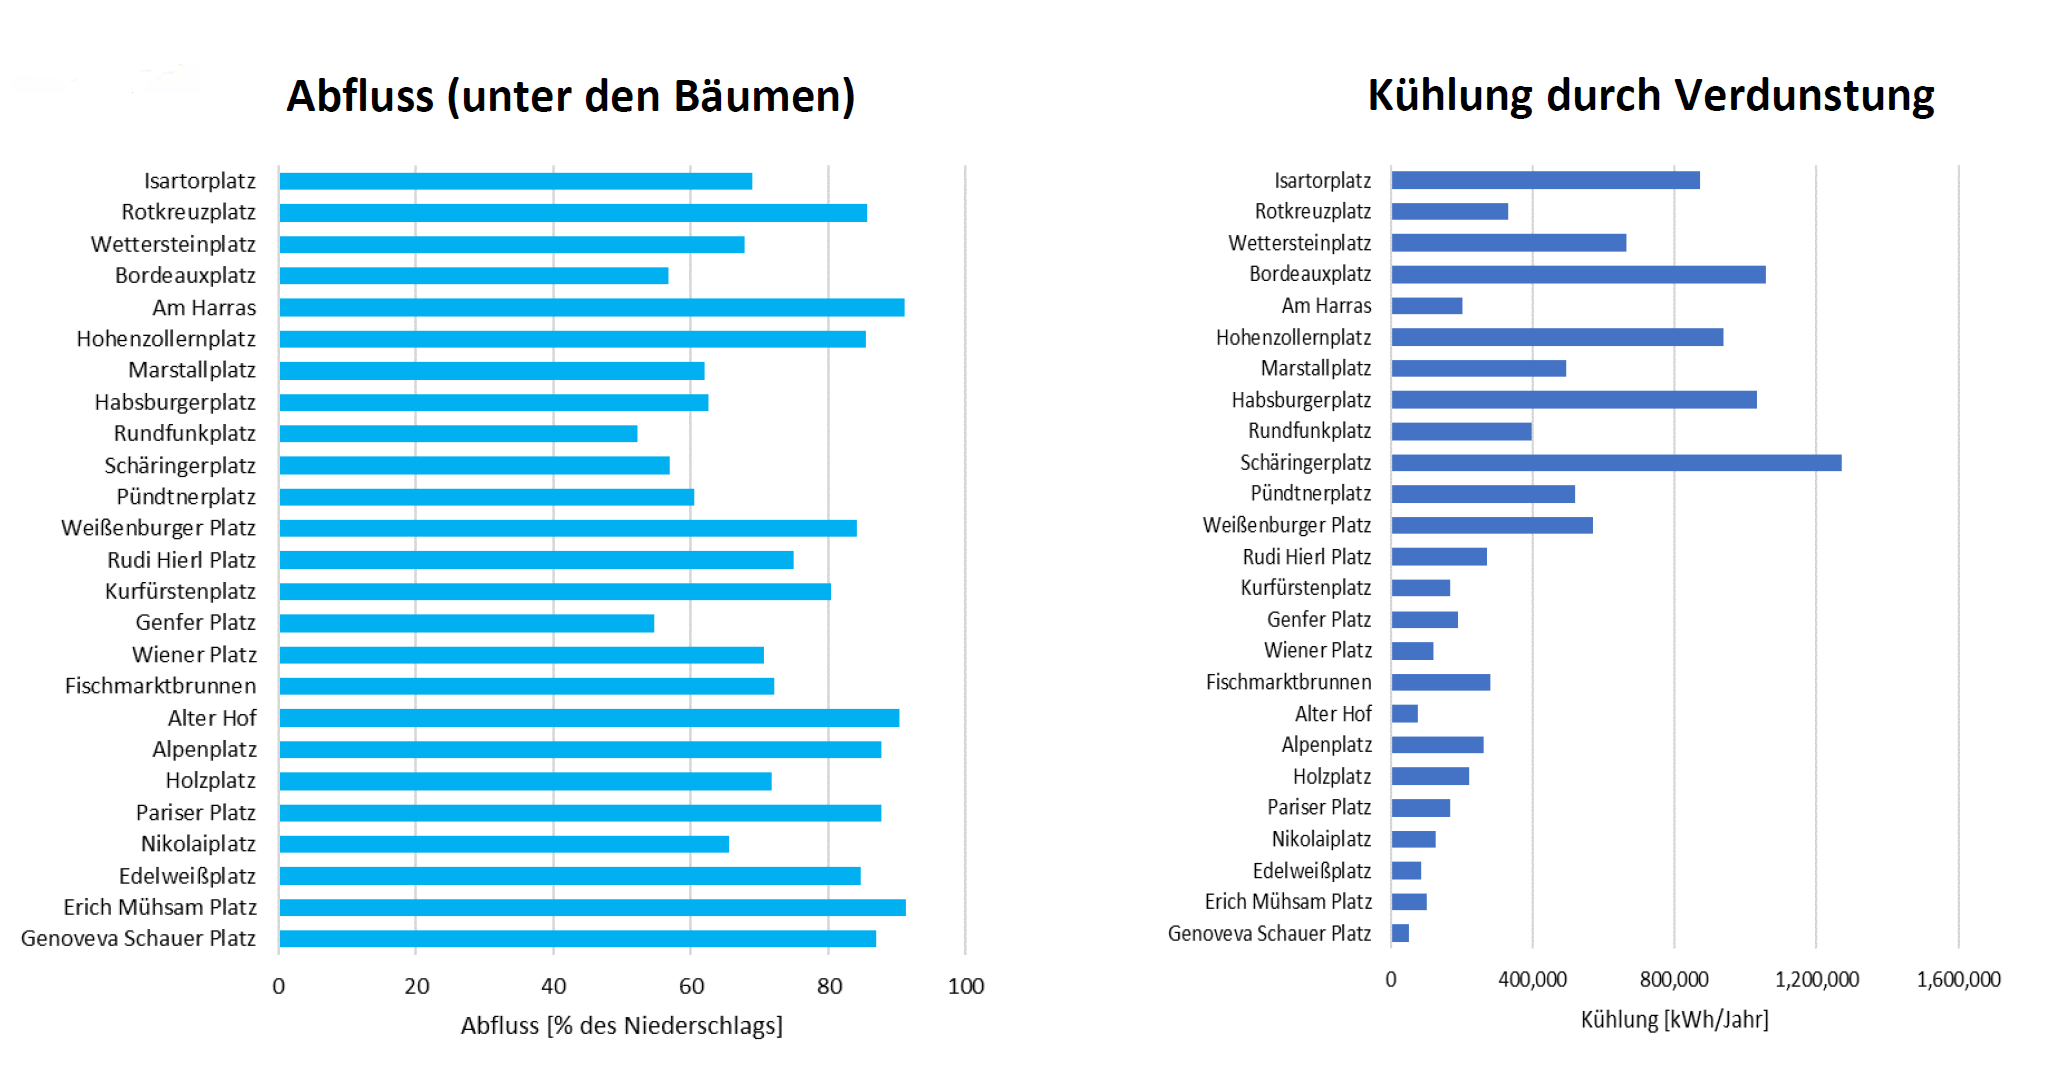 Abfluss (unter den Bäumen)
Isartorplatz
Rotkreuzplatz
Wettersteinplatz
Bordeauxplatz
Am Harras
Hohenzollernplatz
Marstallplatz
Habsburgerplatz
Rundfunkplatz
Schäringerplatz
Pündtnerplatz
Weißenburger Platz
Rudi Hierl Platz
Kurfürstenplatz
Genfer Platz
Wiener Platz
Fischmarktbrunnen
Alter Hof
Alpenplatz
Holzplatz
Pariser Platz
Nikolaiplatz
Edelweißplatz
Erich Mühsam Platz
Genoveva Schauer Platz
0 20 40 60 80 100
Abfluss [% des Niederschlags]
Kühlung durch Verdunstung
Isartorplatz
Rotkreuzplatz
Wettersteinplatz
Bordeauxplatz
Am Harras
Hohenzollernplatz
Marstallplatz
Habsburgerplatz
Rundfunkplatz
Schäringerplatz
Pündtnerplatz
Weißenburger Platz
Rudi Hierl Platz
Kurfürstenplatz
Genfer Platz
Wiener Platz
Fischmarktbrunnen
Alter Hof
Alpenplatz
Holzplatz
Pariser Platz
Nikolaiplatz
Edelweißplatz
Erich Mühsam Platz
Genoveva Schauer Platz
0 400,000 800,000 1,200,000 1,600,000
Kühlung [kWh/Jahr]